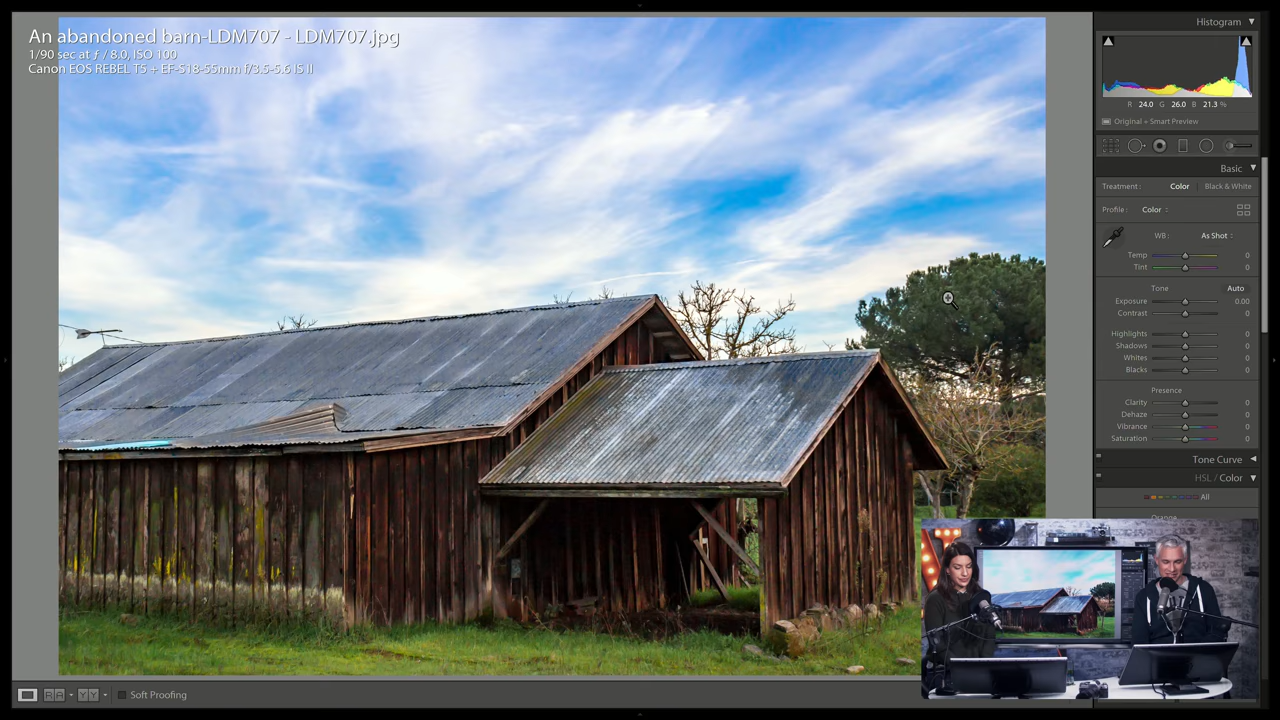 An abandoned barn-LDM707 - LDM707.jpg
1/90 sec at ƒ / 8.0, ISO 100
Canon EOS REBEL T5 + EF-S18-55mm f/3.5-5.6 IS II
Histogram
R 24.0 G 26.0 B 21.3 %
Original + Smart Preview
Basic
Treatment : Color Black & White
Profile : Color
WB : As Shot
Temp 0
Tint 0
Tone Auto
Exposure 0.00
Contrast 0
Highlights 0
Shadows 0
Whites 0
Blacks 0
Presence
Clarity 0
Dehaze 0
Vibrance 0
Saturation 0
Tone Curve
HSL / Color
All
Orange
R A Y Y Soft Proofing